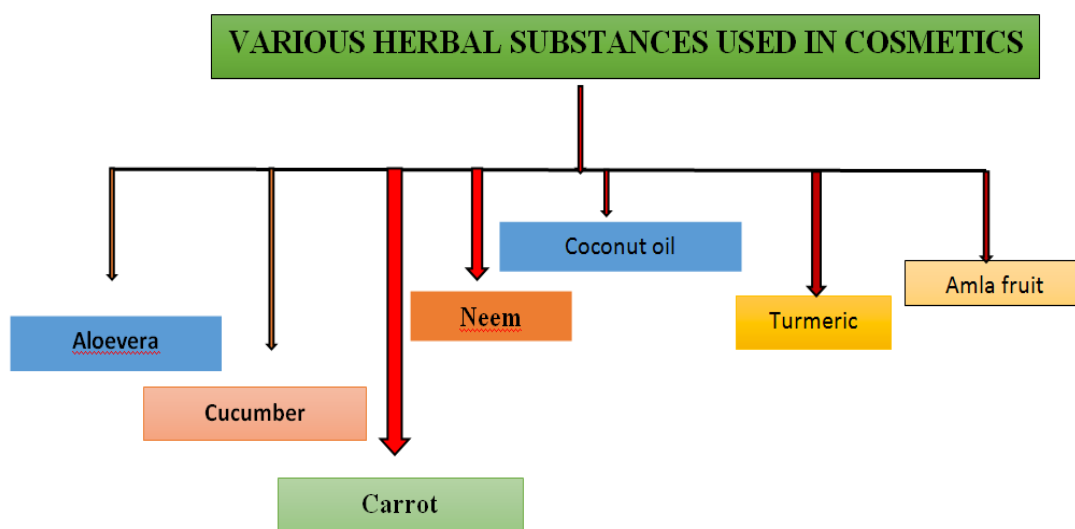 VARIOUS HERBAL SUBSTANCES USED IN COSMETICS
Coconut oil
Amla fruit
Neem
Turmeric
Aloevera
Cucumber
Carrot